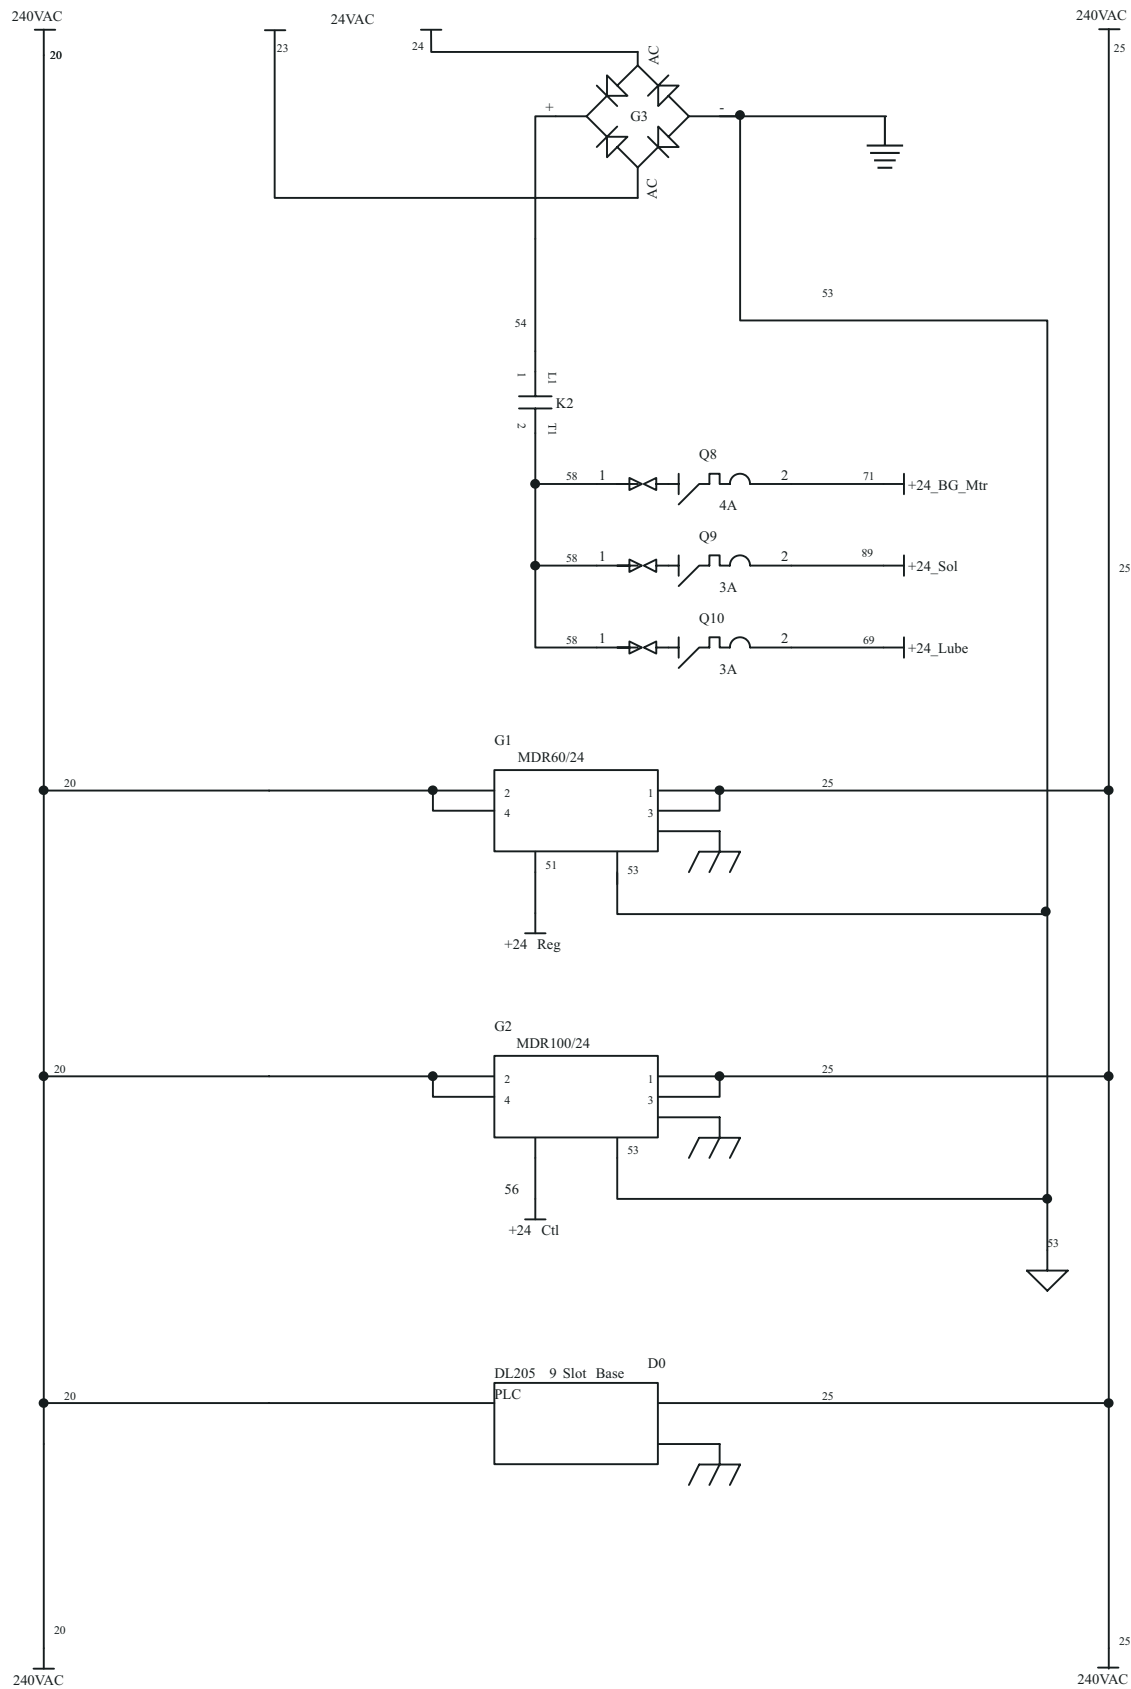 240VAC
24VAC
240VAC
20
23
24
AC
25
+
G3
-
AC
53
54
1
L1
K2
2
T1
Q8
58
1
2
71
+24_BG_Mtr
4A
Q9
58
1
2
89
+24_Sol
25
3A
Q10
58
1
2
69
+24_Lube
3A
G1
MDR60/24
20
2
1
25
4
3
51
53
+24 Reg
G2
MDR100/24
20
2
1
25
4
3
53
56
+24 Ctl
53
D0
DL205 9 Slot Base
PLC
20
25
20
25
240VAC
240VAC